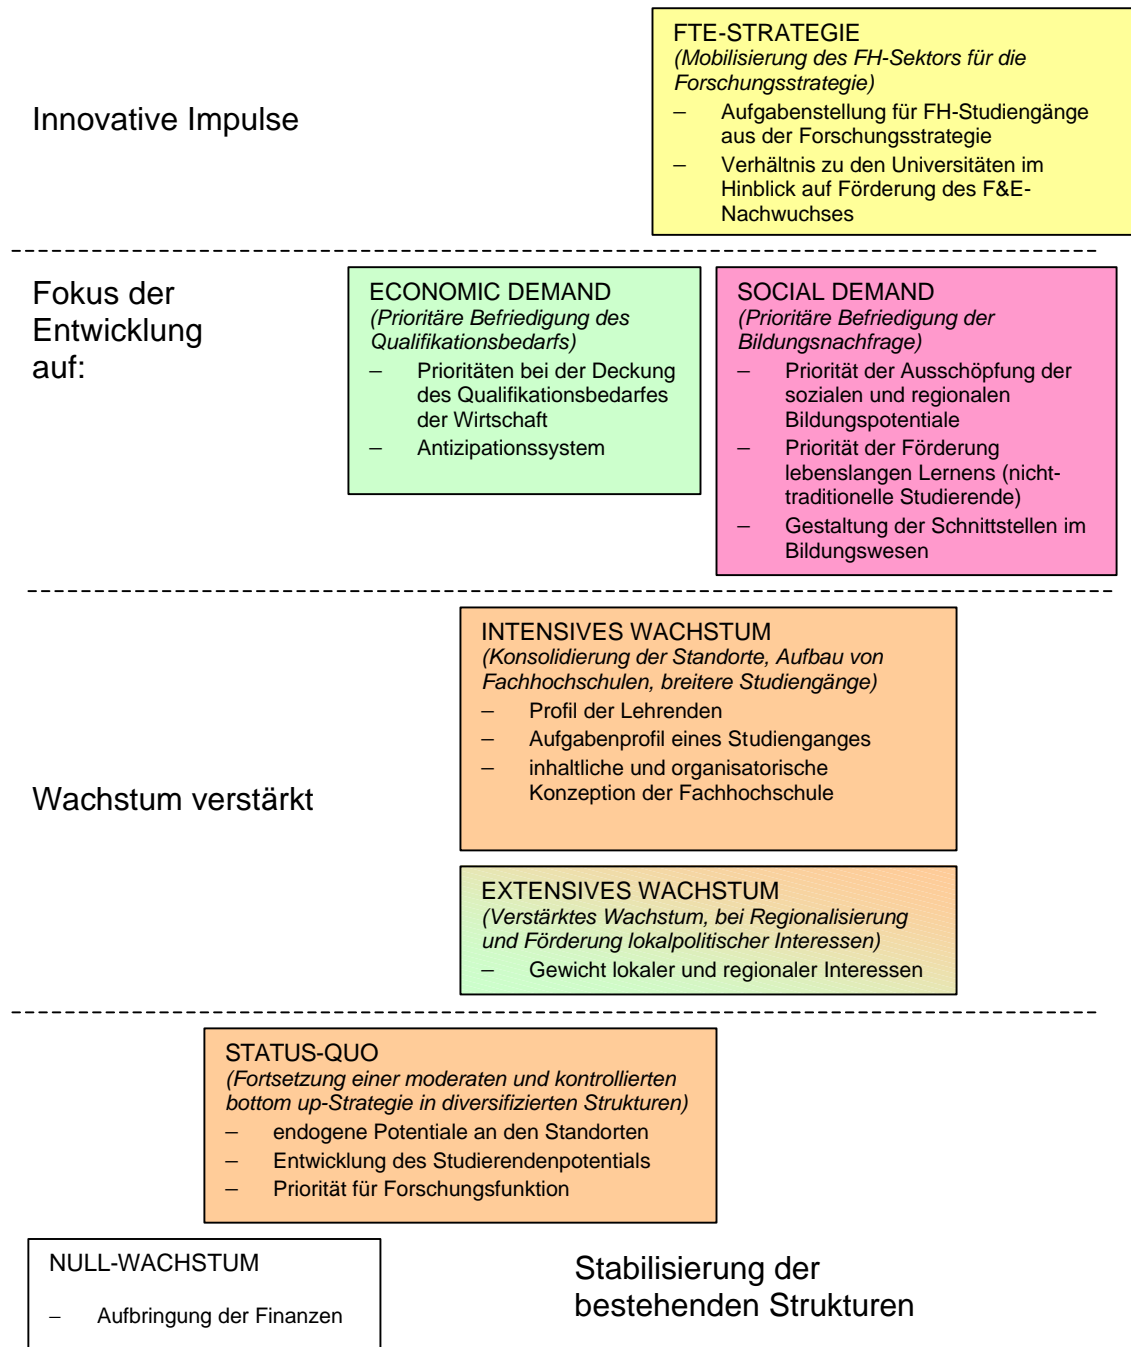 FTE-STRATEGIE
(Mobilisierung des FH-Sektors für die
Forschungsstrategie)
– Aufgabenstellung für FH-Studiengänge
aus der Forschungsstrategie
– Verhältnis zu den Universitäten im
Hinblick auf Förderung des F&E-
Nachwuchses
Innovative Impulse
Fokus der
Entwicklung
auf:
ECONOMIC DEMAND
(Prioritäre Befriedigung des
Qualifikationsbedarfs)
– Prioritäten bei der Deckung
des Qualifikationsbedarfes
der Wirtschaft
– Antizipationssystem
SOCIAL DEMAND
(Prioritäre Befriedigung der
Bildungsnachfrage)
– Priorität der Ausschöpfung der
sozialen und regionalen
Bildungspotentiale
– Priorität der Förderung
lebenslangen Lernens (nicht-
traditionelle Studierende)
– Gestaltung der Schnittstellen im
Bildungswesen
INTENSIVES WACHSTUM
(Konsolidierung der Standorte, Aufbau von
Fachhochschulen, breitere Studiengänge)
– Profil der Lehrenden
– Aufgabenprofil eines Studienganges
– inhaltliche und organisatorische
Konzeption der Fachhochschule
Wachstum verstärkt
EXTENSIVES WACHSTUM
(Verstärktes Wachstum, bei Regionalisierung
und Förderung lokalpolitischer Interessen)
– Gewicht lokaler und regionaler Interessen
STATUS-QUO
(Fortsetzung einer moderaten und kontrollierten
bottom up-Strategie in diversifizierten Strukturen)
– endogene Potentiale an den Standorten
– Entwicklung des Studierendenpotentials
– Priorität für Forschungsfunktion
NULL-WACHSTUM
– Aufbringung der Finanzen
Stabilisierung der
bestehenden Strukturen